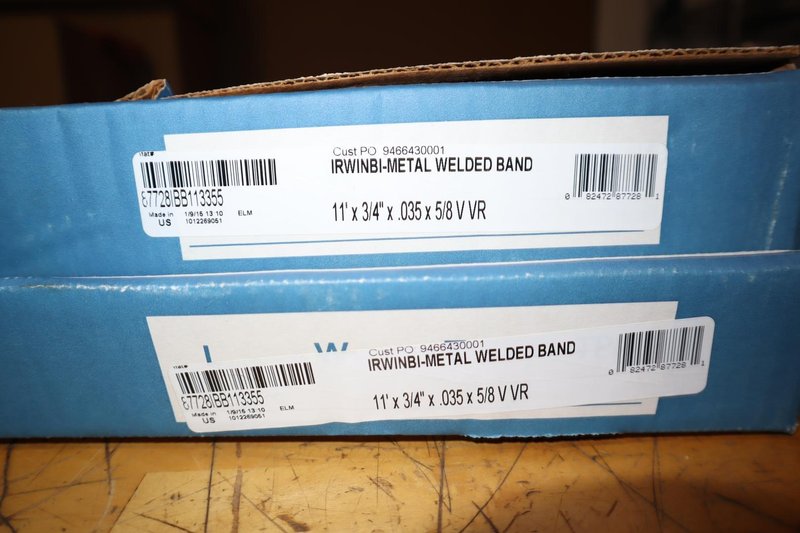 mat#
Cust PO 9466430001
IRWINBI-METAL WELDED BAND
87728IBB113355
Made in 1/9/15 13 10 ELM
US 1012269051
11' x 3/4" x .035 x 5/8 V VR
0 82472 87728 1
I W
mat#
Cust PO 9466430001
IRWINBI-METAL WELDED BAND
87728IBB113355
Made in 1/9/15 13 10 ELM
US 1012269051
11' x 3/4" x .035 x 5/8 V VR
0 82472 87728 1